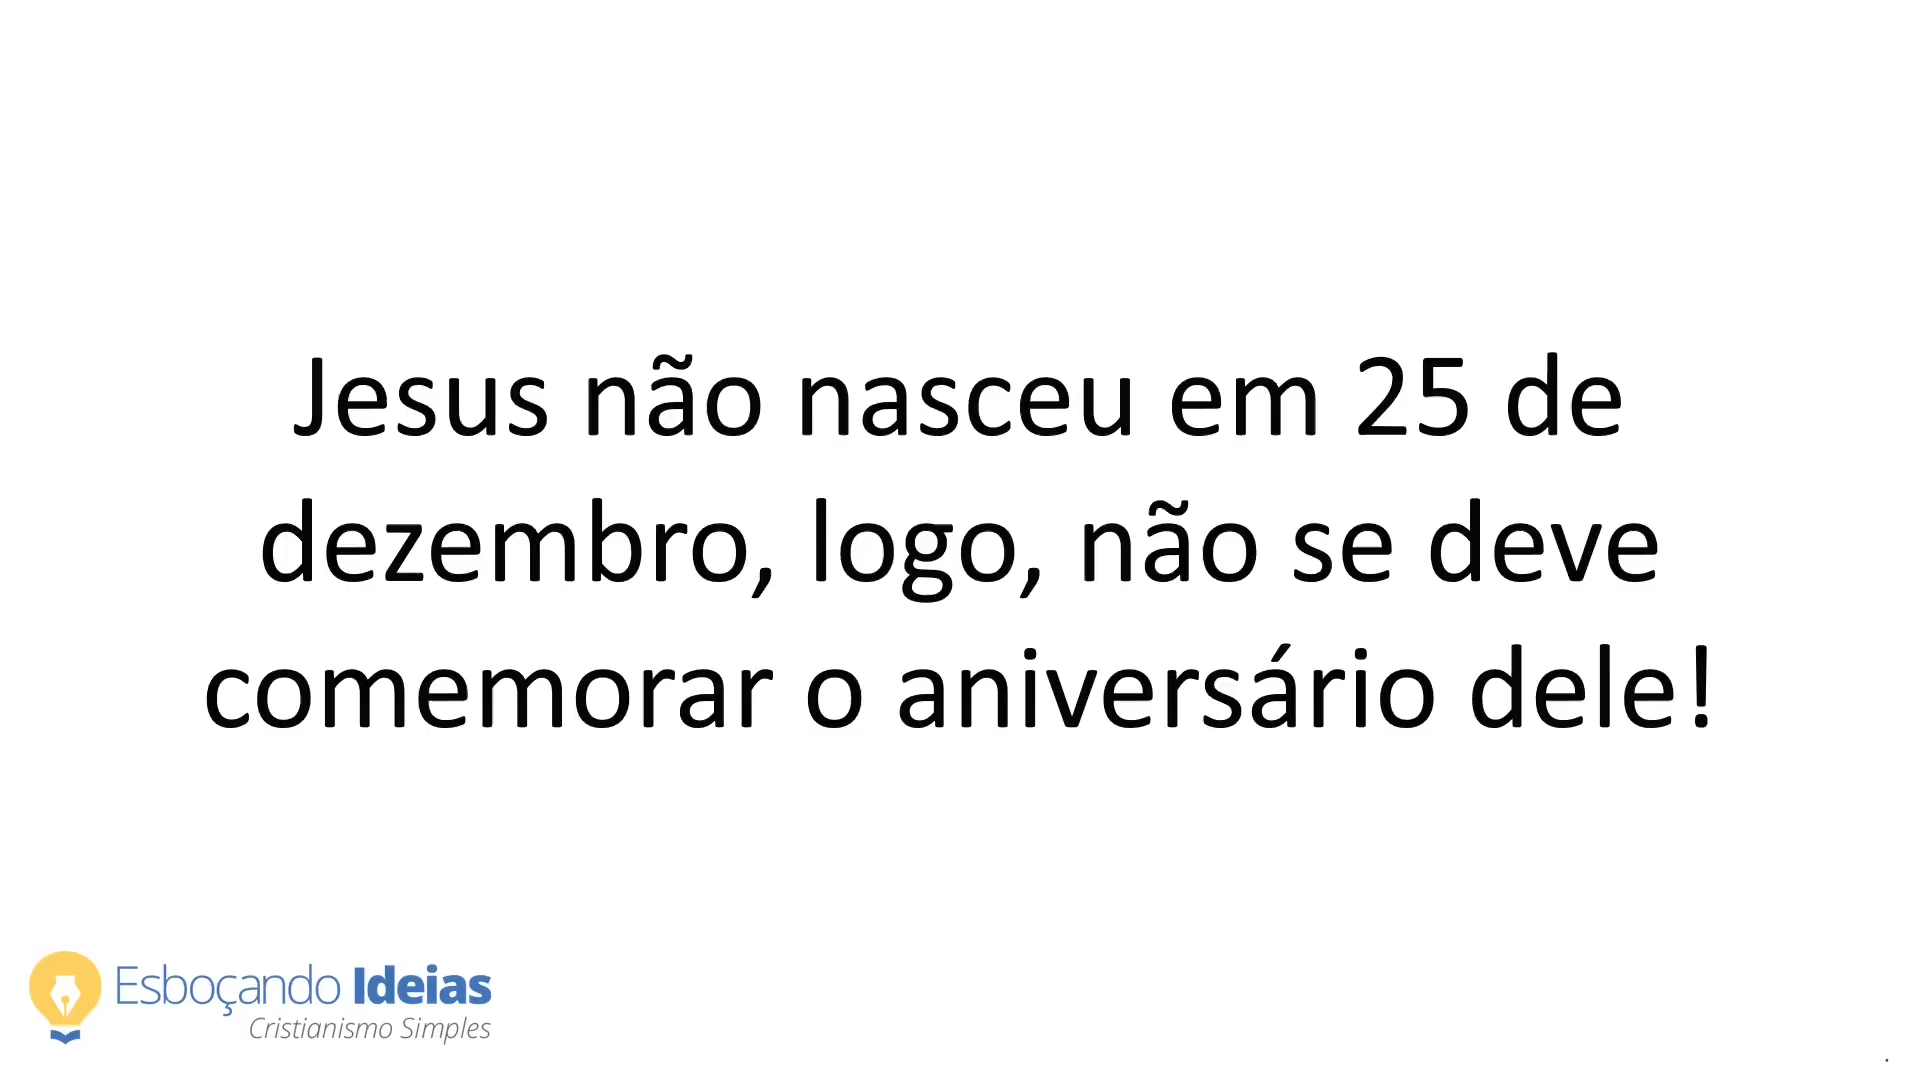 Jesus não nasceu em 25 de
dezembro, logo, não se deve
comemorar o aniversário dele!
Esboçando Ideias
Cristianismo Simples